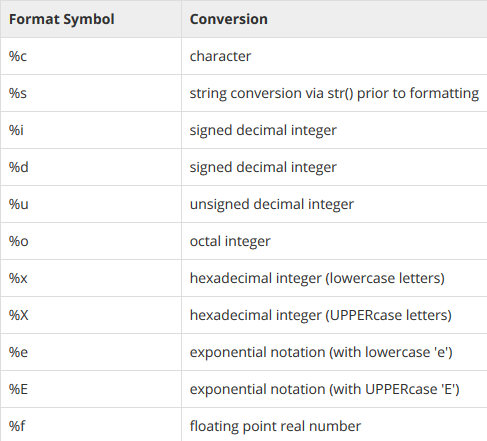 Format Symbol Conversion
%c character
%s string conversion via str() prior to formatting
%i signed decimal integer
%d signed decimal integer
%u unsigned decimal integer
%o octal integer
%x hexadecimal integer (lowercase letters)
%X hexadecimal integer (UPPERcase letters)
%e exponential notation (with lowercase 'e')
%E exponential notation (with UPPERcase 'E')
%f floating point real number